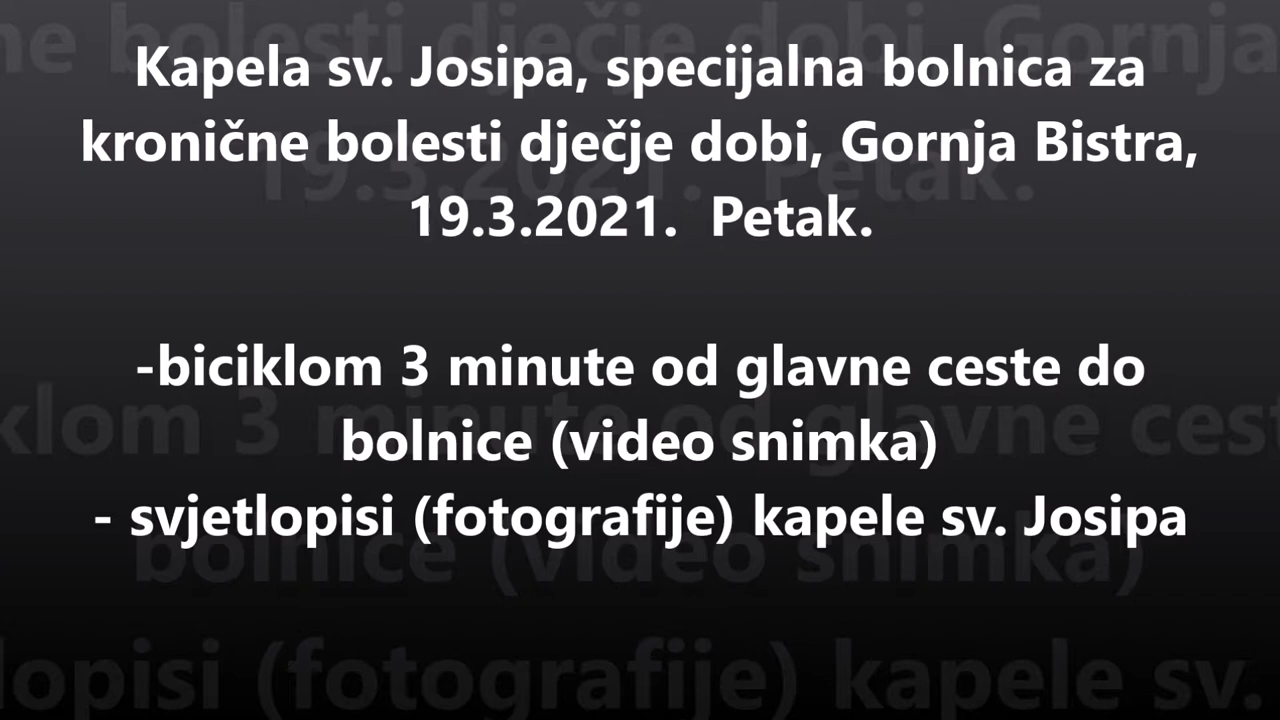 Kapela sv. Josipa, specijalna bolnica za
kronične bolesti dječje dobi, Gornja Bistra,
19.3.2021.  Petak.
-biciklom 3 minute od glavne ceste do
bolnice (video snimka)
- svjetlopisi (fotografije) kapele sv. Josipa